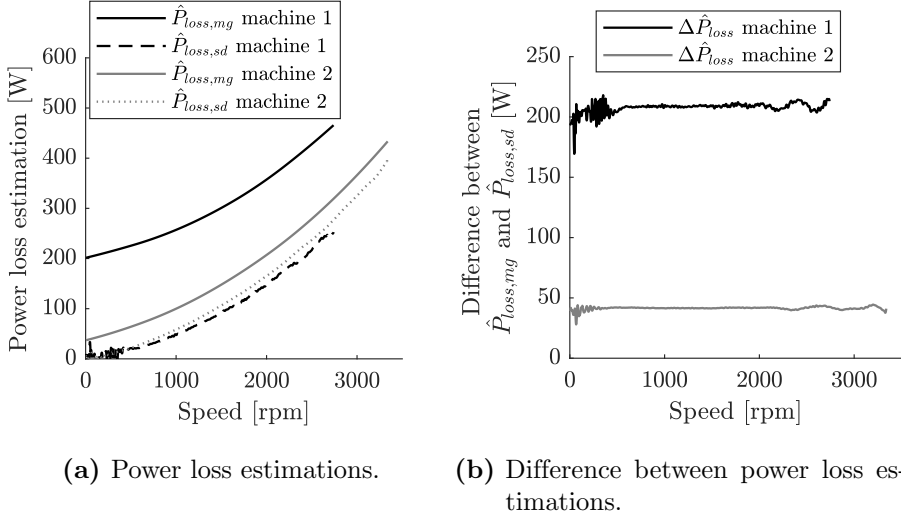 P̂loss,mg machine 1
P̂loss,sd machine 1
P̂loss,mg machine 2
P̂loss,sd machine 2
Power loss estimation [W]
600
500
400
300
200
100
0
0 1000 2000 3000
Speed [rpm]
(a) Power loss estimations.
ΔP̂loss machine 1
ΔP̂loss machine 2
Difference between
P̂loss,mg and P̂loss,sd [W]
250
200
150
100
50
0
0 1000 2000 3000
Speed [rpm]
(b) Difference between power loss es-
timations.